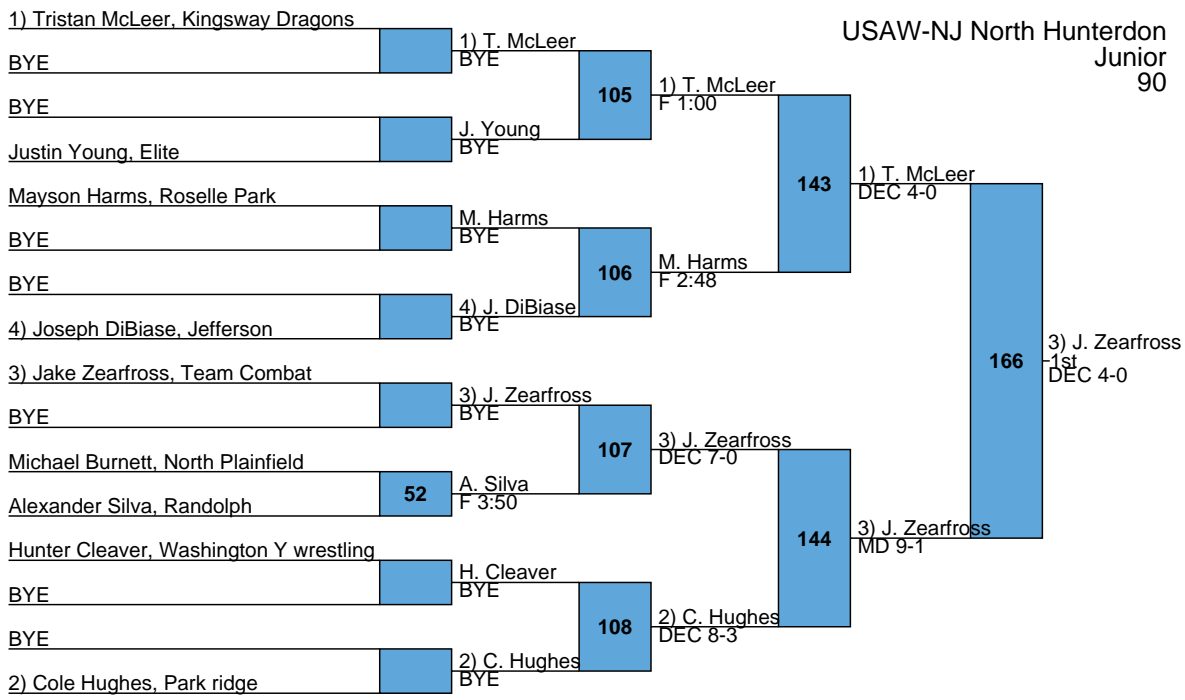 USAW-NJ North Hunterdon
Junior
90
1) Tristan McLeer, Kingsway Dragons
BYE
BYE
Justin Young, Elite
Mayson Harms, Roselle Park
BYE
BYE
4) Joseph DiBiase, Jefferson
3) Jake Zearfross, Team Combat
BYE
Michael Burnett, North Plainfield
52
Alexander Silva, Randolph
Hunter Cleaver, Washington Y wrestling
BYE
BYE
2) Cole Hughes, Park ridge
1) T. McLeer
BYE
105
J. Young
BYE
M. Harms
BYE
106
4) J. DiBiase
BYE
3) J. Zearfross
BYE
107
A. Silva
F 3:50
H. Cleaver
BYE
108
2) C. Hughes
BYE
1) T. McLeer
F 1:00
143
M. Harms
F 2:48
3) J. Zearfross
DEC 7-0
144
2) C. Hughes
DEC 8-3
1) T. McLeer
DEC 4-0
166
3) J. Zearfross
MD 9-1
3) J. Zearfross
1st
DEC 4-0